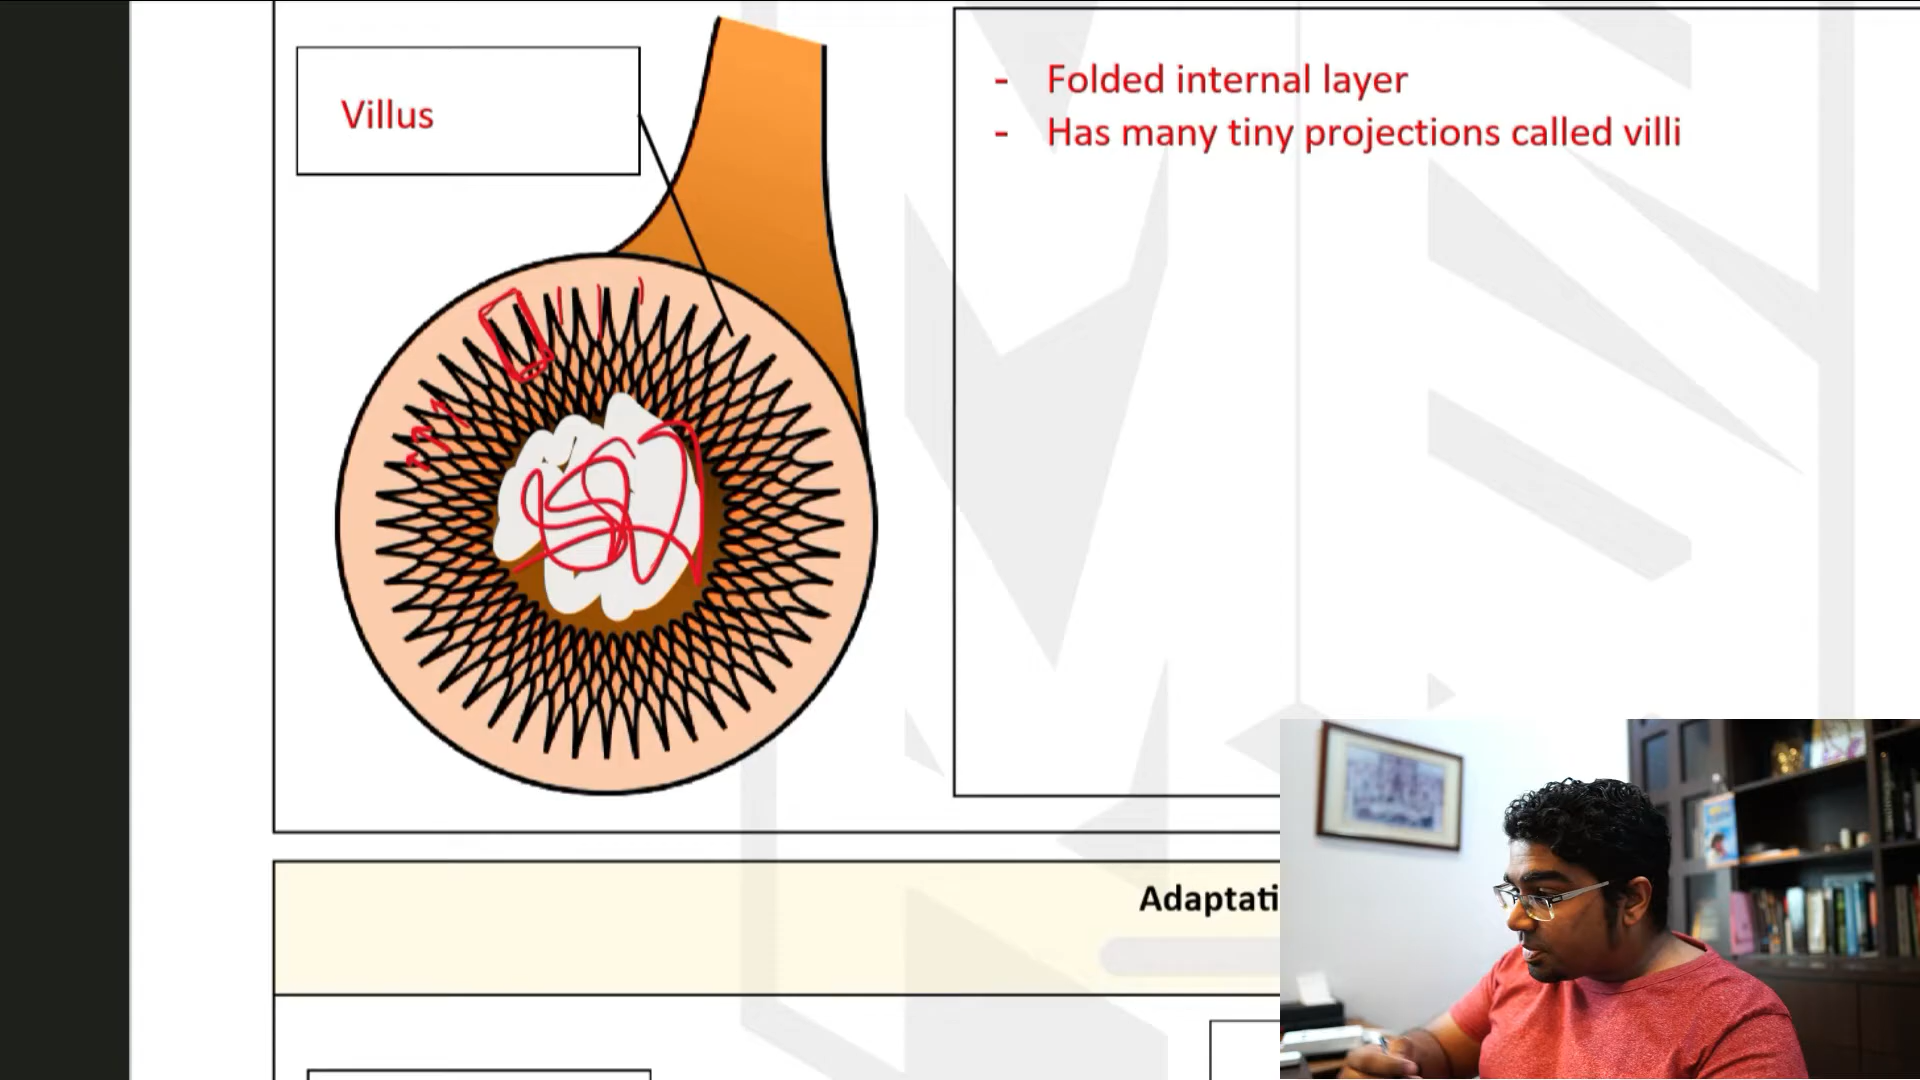 Villus
- Folded internal layer
- Has many tiny projections called villi
Adaptati